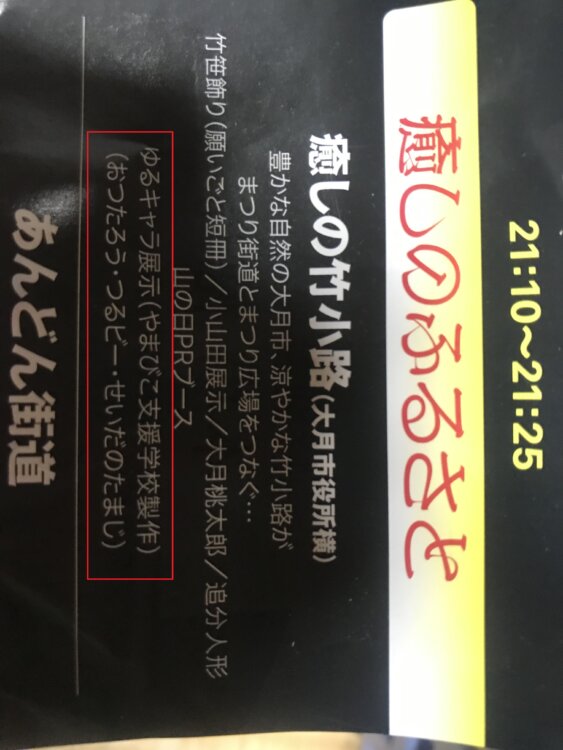 21:10〜21:25
癒しのふるさと
癒しの竹小路(大月市役所横)
豊かな自然の大月市、涼やかな竹小路が
まつり街道とまつり広場をつなぐ…
竹笹飾り(願いごと短冊)／小山田展示／大月桃太郎／追分人形
山の日PRブース
ゆるキャラ展示(やまびこ支援学校製作)
(おつたろう・つるビー・せいだのたまじ)
あんどん街道